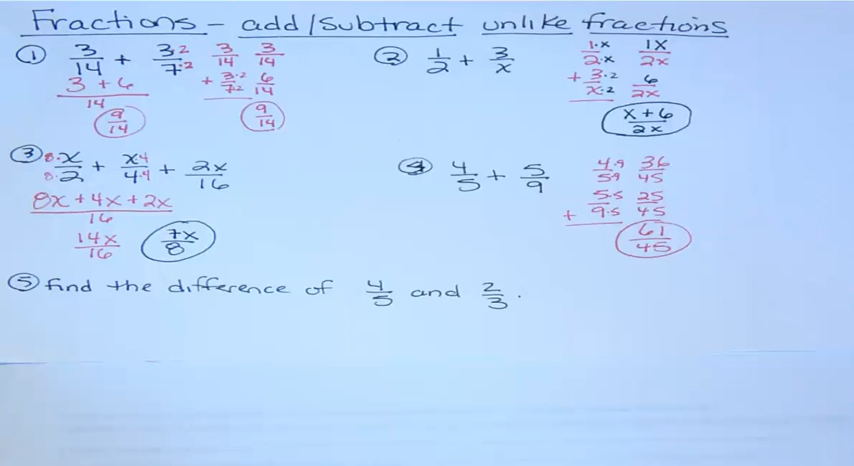 Fractions - add/subtract unlike fractions
① 3/14 + 3·2/7·2
3 + 6/14
9/14
3/14 3/14
+ 3·2/7·2 6/14
9/14
② 1/2 + 3/x
1·x/2·x 1x/2x
+ 3·2/x·2 6/2x
x + 6/2x
③ 8·x/8·2 + x·4/4·4 + 2x/16
8x + 4x + 2x/16
14x/16 7x/8
④ 4/5 + 5/9
4·9/59 36/45
+ 5·5/9·5 25/45
61/45
⑤ find the difference of 4/5 and 2/3.